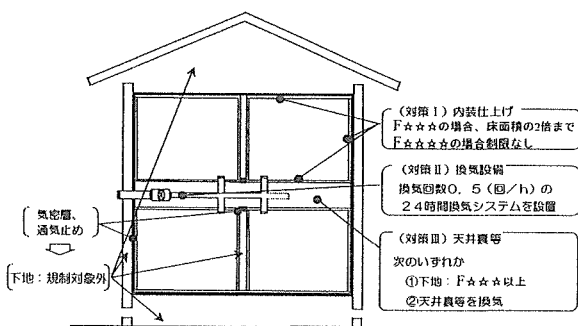 (対策Ⅰ) 内装仕上げ
F☆☆☆の場合、床面積の2倍まで
F☆☆☆☆の場合制限なし
(対策Ⅱ) 換気設備
換気回数0.5(回/h)の
24時間換気システムを設置
気密層、
通気止め
下地:規制対象外
(対策Ⅲ) 天井裏等
次のいずれか
①下地:F☆☆☆以上
②天井裏等を換気